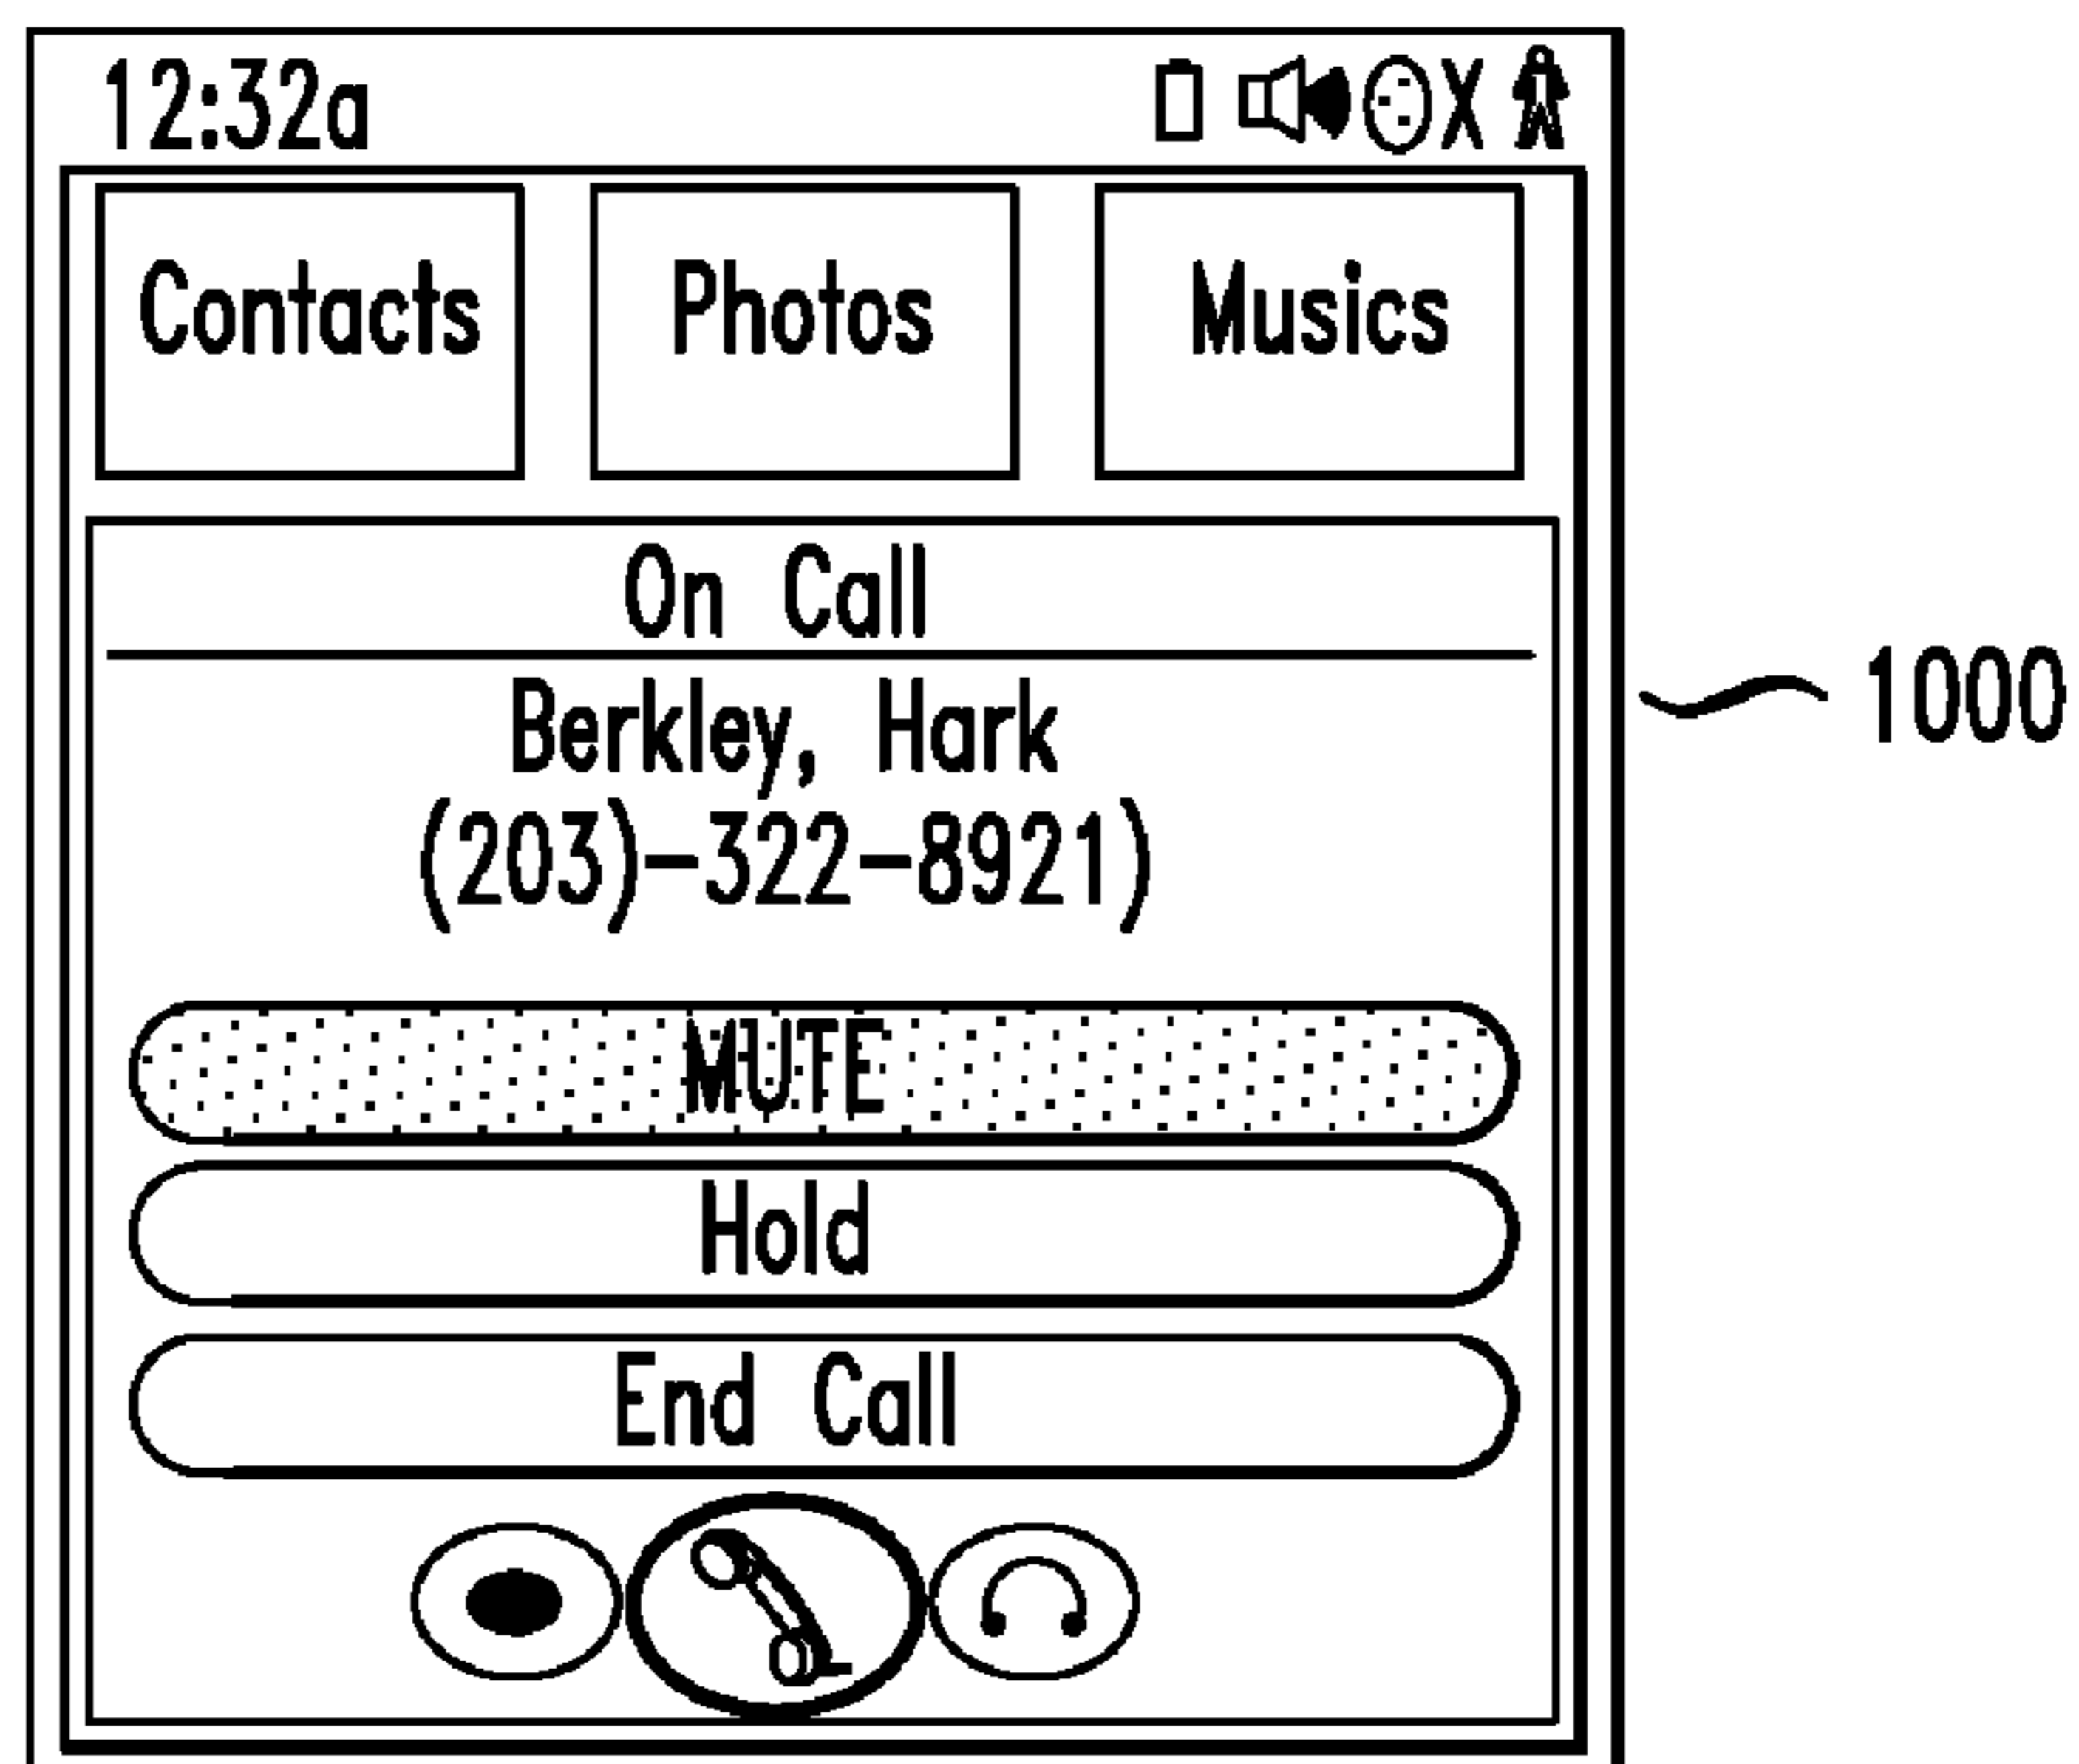 12:32a
Contacts Photos Musics
On Call
Berkley, Hark
1000
(203)-322-8921)
MUTE
Hold
End Call